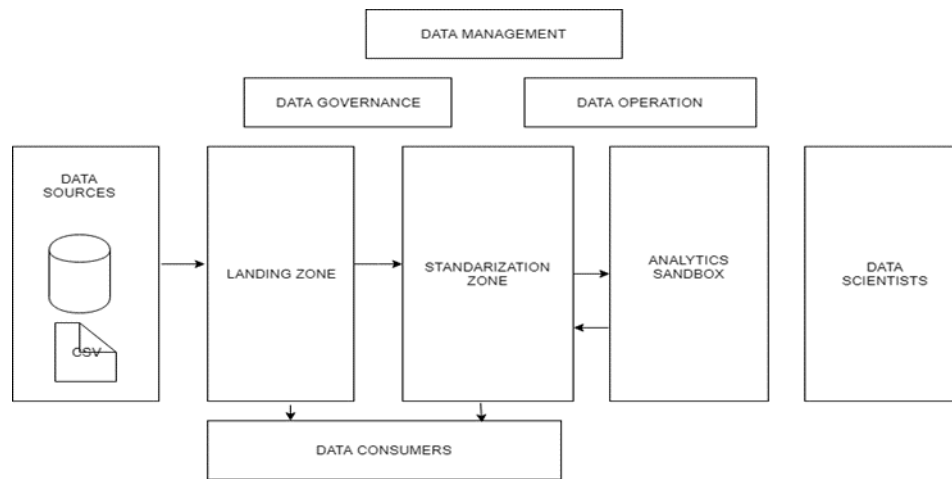 DATA MANAGEMENT
DATA GOVERNANCE
DATA OPERATION
DATA
SOURCES
CSV
LANDING ZONE
STANDARIZATION
ZONE
ANALYTICS
SANDBOX
DATA
SCIENTISTS
DATA CONSUMERS